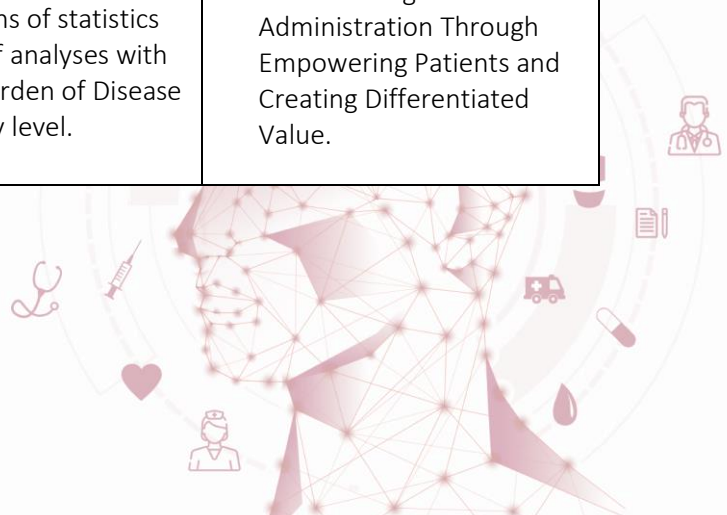 ns of statistics
f analyses with
rden of Disease
y level.
Administration Through
Empowering Patients and
Creating Differentiated
Value.